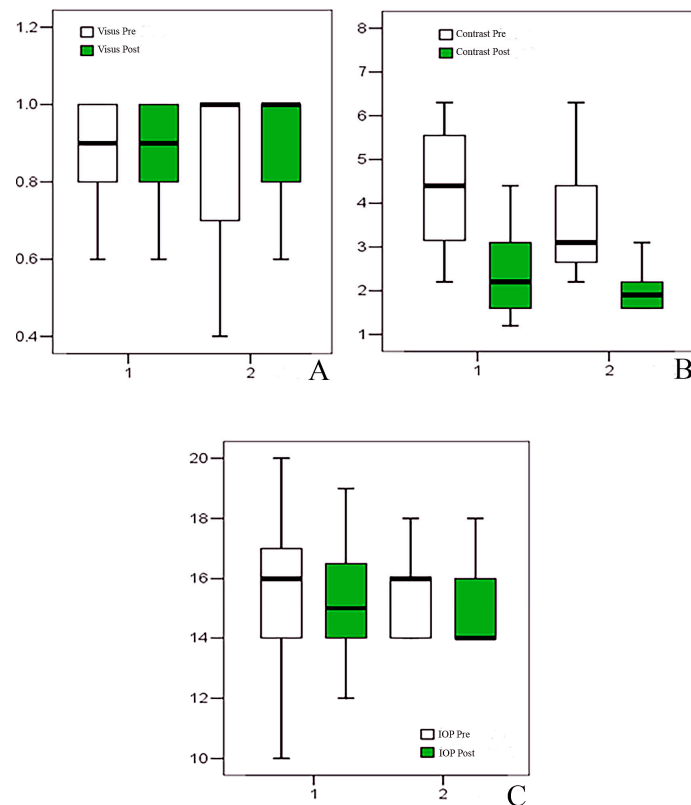 1.2
1.0
0.8
0.6
0.4
Visus Pre
Visus Post
1
2
A
8
7
6
5
4
3
2
1
Contrast Pre
Contrast Post
1
2
B
20
18
16
14
12
10
IOP Pre
IOP Post
1
2
C